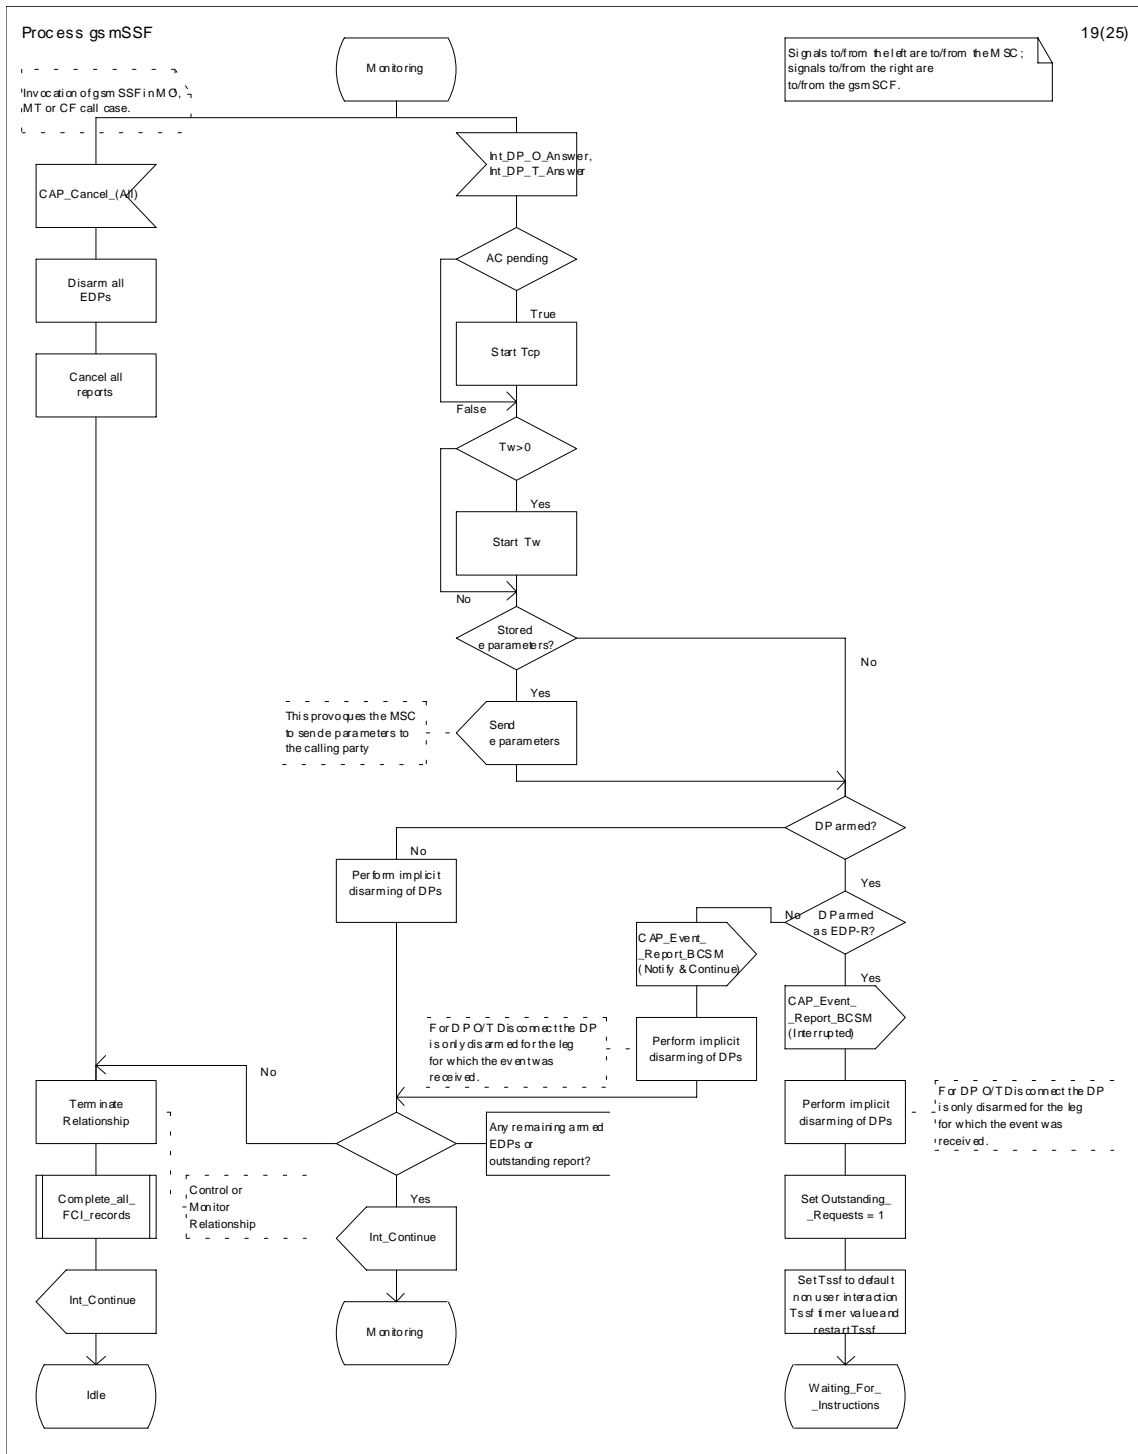 Process gsmSSF
19(25)
Invocation of gsmSSF in MO,
MT or CF call case.
Monitoring
Signals to/from the left are to/from the MSC;
signals to/from the right are
to/from the gsmSCF.
CAP_Cancel_(All)
Int_DP_O_Answer,
Int_DP_T_Answer
AC pending
Disarm all
EDPs
True
Start Tcp
Cancel all
reports
False
Tw>0
Yes
Start Tw
No
Stored
e parameters?
No
Yes
This provoques the MSC
to send e parameters to
the calling party
Send
e parameters
DP armed?
No
Yes
Perform implicit
disarming of DPs
No
DP armed
as EDP-R?
CAP_Event_
_Report_BCSM
(Notify & Continue)
Yes
CAP_Event_
_Report_BCSM
(Interrupted)
For DP O/T Disconnect the DP
is only disarmed for the leg
for which the event was
received.
Perform implicit
disarming of DPs
No
Terminate
Relationship
Perform implicit
disarming of DPs
For DP O/T Disconnect the DP
is only disarmed for the leg
for which the event was
received.
Any remaining armed
EDPs or
outstanding report?
Complete_all_
FCI_records
Control or
Monitor
Relationship
Yes
Set Outstanding_
_Requests = 1
Int_Continue
Int_Continue
Set Tssf to default
non user interaction
Tssf timer value and
restart Tssf
Monitoring
Idle
Waiting_For_
_Instructions